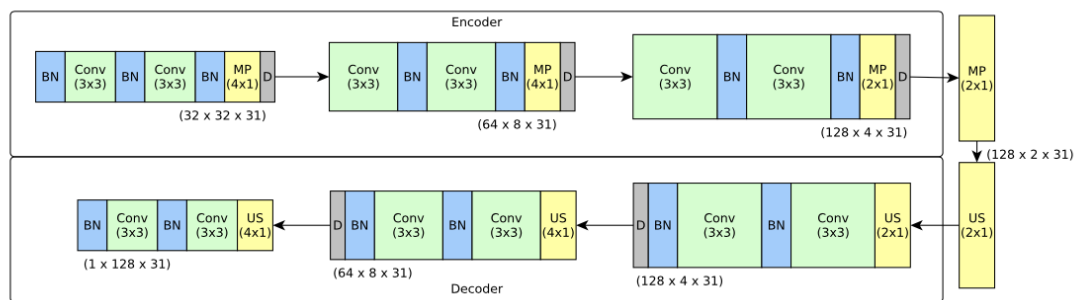 Encoder
BN
Conv
(3x3)
BN
Conv
(3x3)
BN
MP
(4x1)
D
(32 x 32 x 31)
Conv
(3x3)
BN
Conv
(3x3)
BN
MP
(4x1)
D
(64 x 8 x 31)
Conv
(3x3)
BN
Conv
(3x3)
BN
MP
(2x1)
D
(128 x 4 x 31)
MP
(2x1)
(128 x 2 x 31)
BN
Conv
(3x3)
BN
Conv
(3x3)
US
(4x1)
(1 x 128 x 31)
D
BN
Conv
(3x3)
BN
Conv
(3x3)
US
(4x1)
(64 x 8 x 31)
D
BN
Conv
(3x3)
BN
Conv
(3x3)
US
(2x1)
(128 x 4 x 31)
US
(2x1)
Decoder